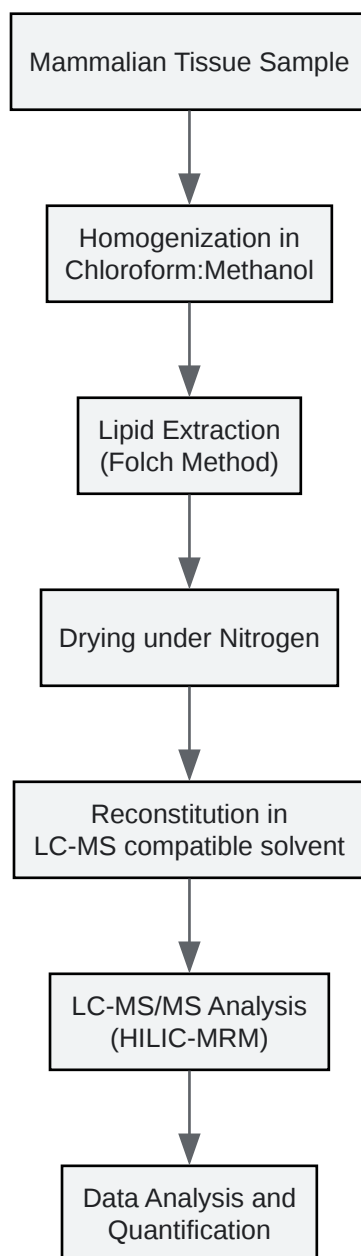 Mammalian Tissue Sample
Homogenization in
Chloroform:Methanol
Lipid Extraction
(Folch Method)
Drying under Nitrogen
Reconstitution in
LC-MS compatible solvent
LC-MS/MS Analysis
(HILIC-MRM)
Data Analysis and
Quantification